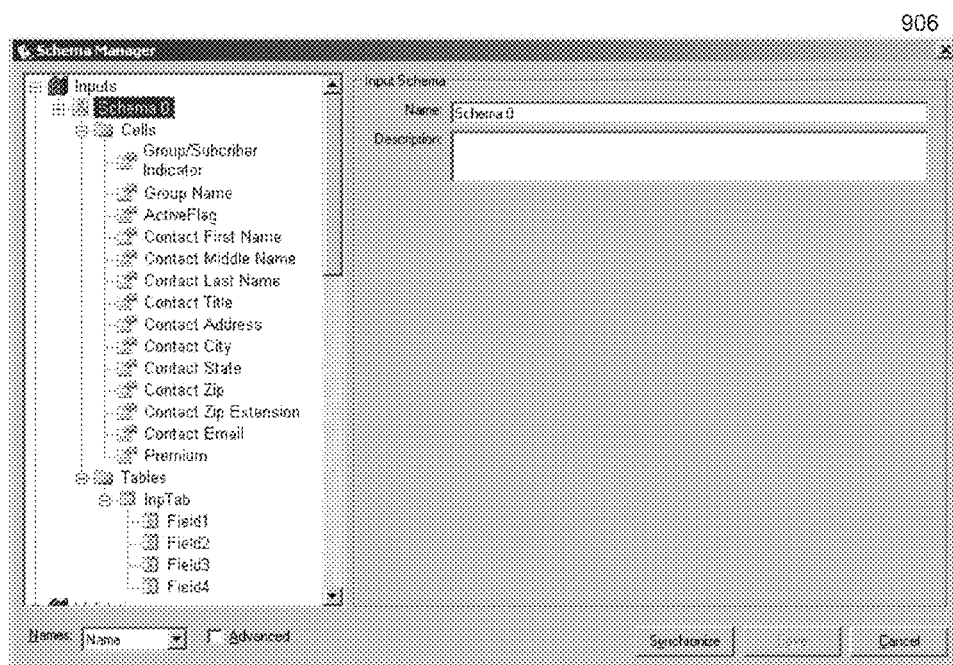 906
Schema Manager
Inputs
Schema 0
Cells
Group/Subcriber
Indicator
Group Name
ActiveFlag
Contact First Name
Contact Middle Name
Contact Last Name
Contact Title
Contact Address
Contact City
Contact State
Contact Zip
Contact Zip Extension
Contact Email
Premium
Tables
InpTab
Field1
Field2
Field3
Field4
Input Schema
Name: Schema 0
Description:
Names: Name Advanced
Synchronize Cancel